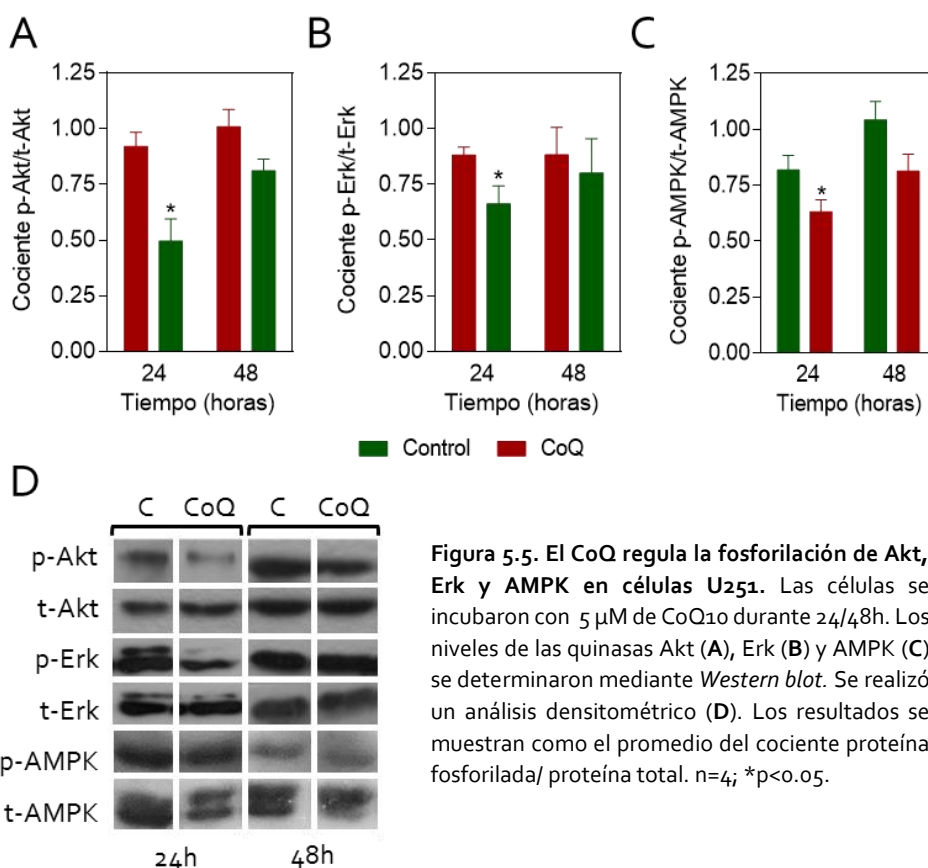 A
B
C
Cociente p-Akt/t-Akt
1.25
1.00
0.75
0.50
0.25
0.00
*
24 48
Tiempo (horas)
Cociente p-Erk/t-Erk
1.25
1.00
0.75
0.50
0.25
0.00
*
24 48
Tiempo (horas)
Cociente p-AMPK/t-AMPK
1.25
1.00
0.75
0.50
0.25
0.00
*
24 48
Tiempo (horas)
Control CoQ
D
C CoQ C CoQ
p-Akt
t-Akt
p-Erk
t-Erk
p-AMPK
t-AMPK
24h 48h
Figura 5.5. El CoQ regula la fosforilación de Akt,
Erk y AMPK en células U251. Las células se
incubaron con 5 µM de CoQ10 durante 24/48h. Los
niveles de las quinasas Akt (A), Erk (B) y AMPK (C)
se determinaron mediante Western blot. Se realizó
un análisis densitométrico (D). Los resultados se
muestran como el promedio del cociente proteína
fosforilada/ proteína total. n=4; *p<0.05.